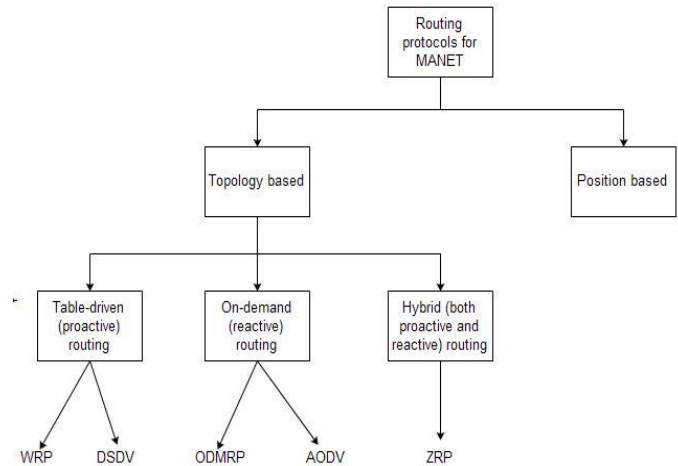 Routing
protocols for
MANET
Topology based
Position based
Table-driven
(proactive)
routing
On-demand
(reactive)
routing
Hybrid (both
proactive and
reactive) routing
WRP
DSDV
ODMRP
AODV
ZRP